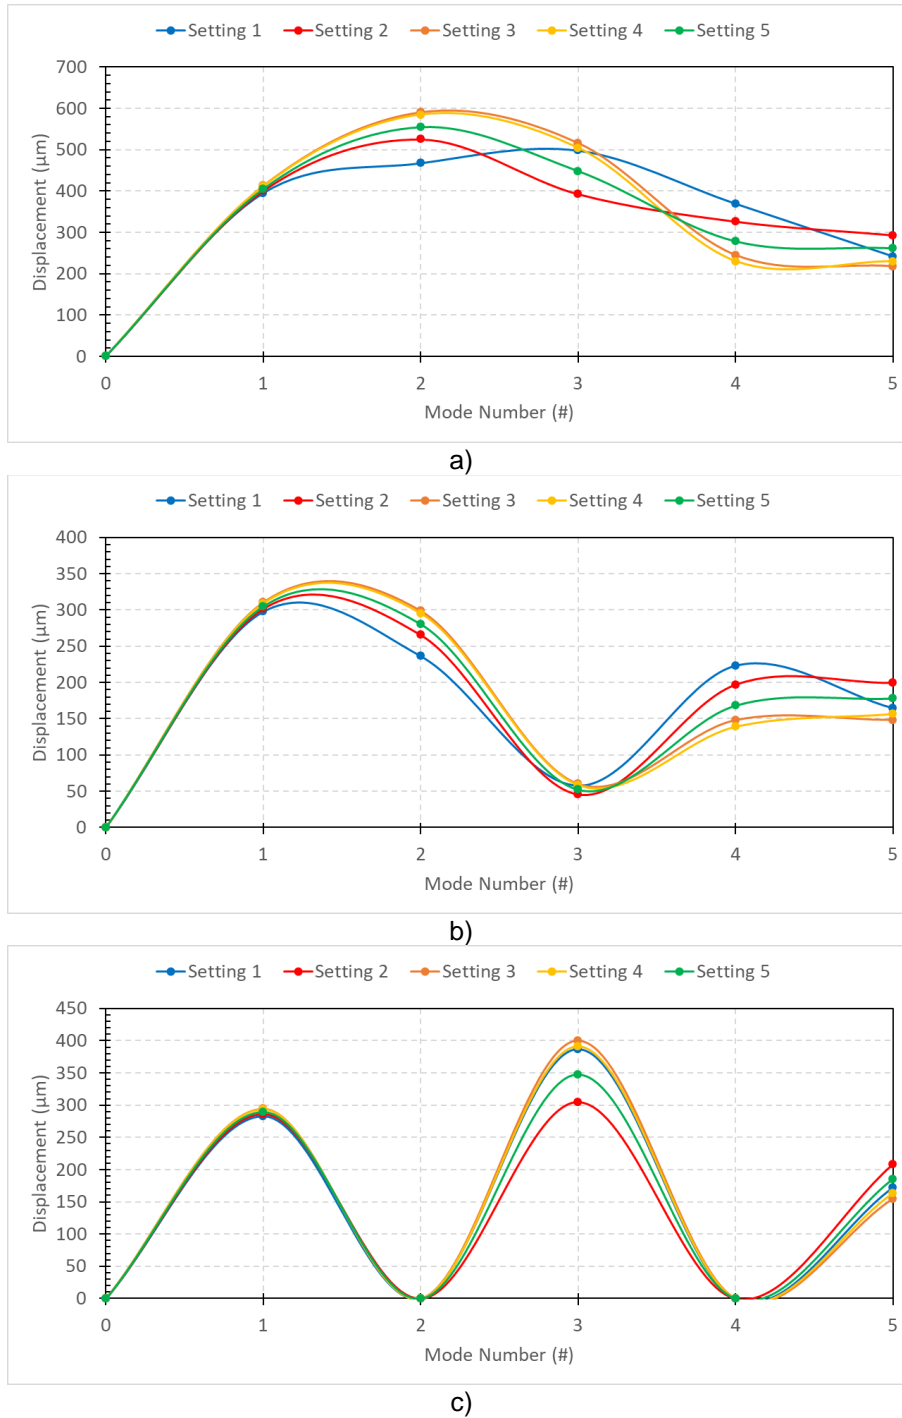 Setting 1 Setting 2 Setting 3 Setting 4 Setting 5
700
600
500
400
300
200
100
0
Displacement (µm)
0 1 2 3 4 5
Mode Number (#)
a)
Setting 1 Setting 2 Setting 3 Setting 4 Setting 5
400
350
300
250
200
150
100
50
0
Displacement (µm)
0 1 2 3 4 5
Mode Number (#)
b)
Setting 1 Setting 2 Setting 3 Setting 4 Setting 5
450
400
350
300
250
200
150
100
50
0
Displacement (µm)
0 1 2 3 4 5
Mode Number (#)
c)